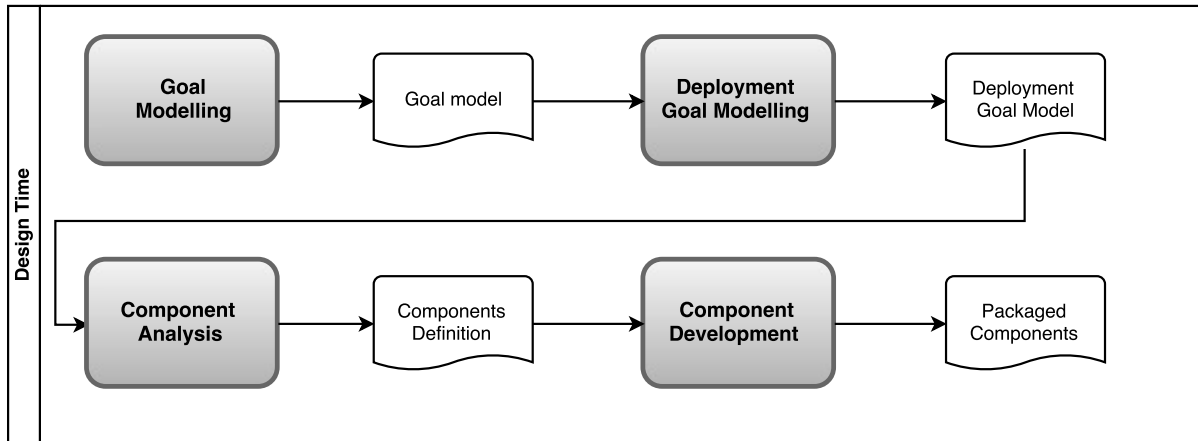 Design Time
Goal
Modelling
Goal model
Deployment
Goal Modelling
Deployment
Goal Model
Component
Analysis
Components
Definition
Component
Development
Packaged
Components